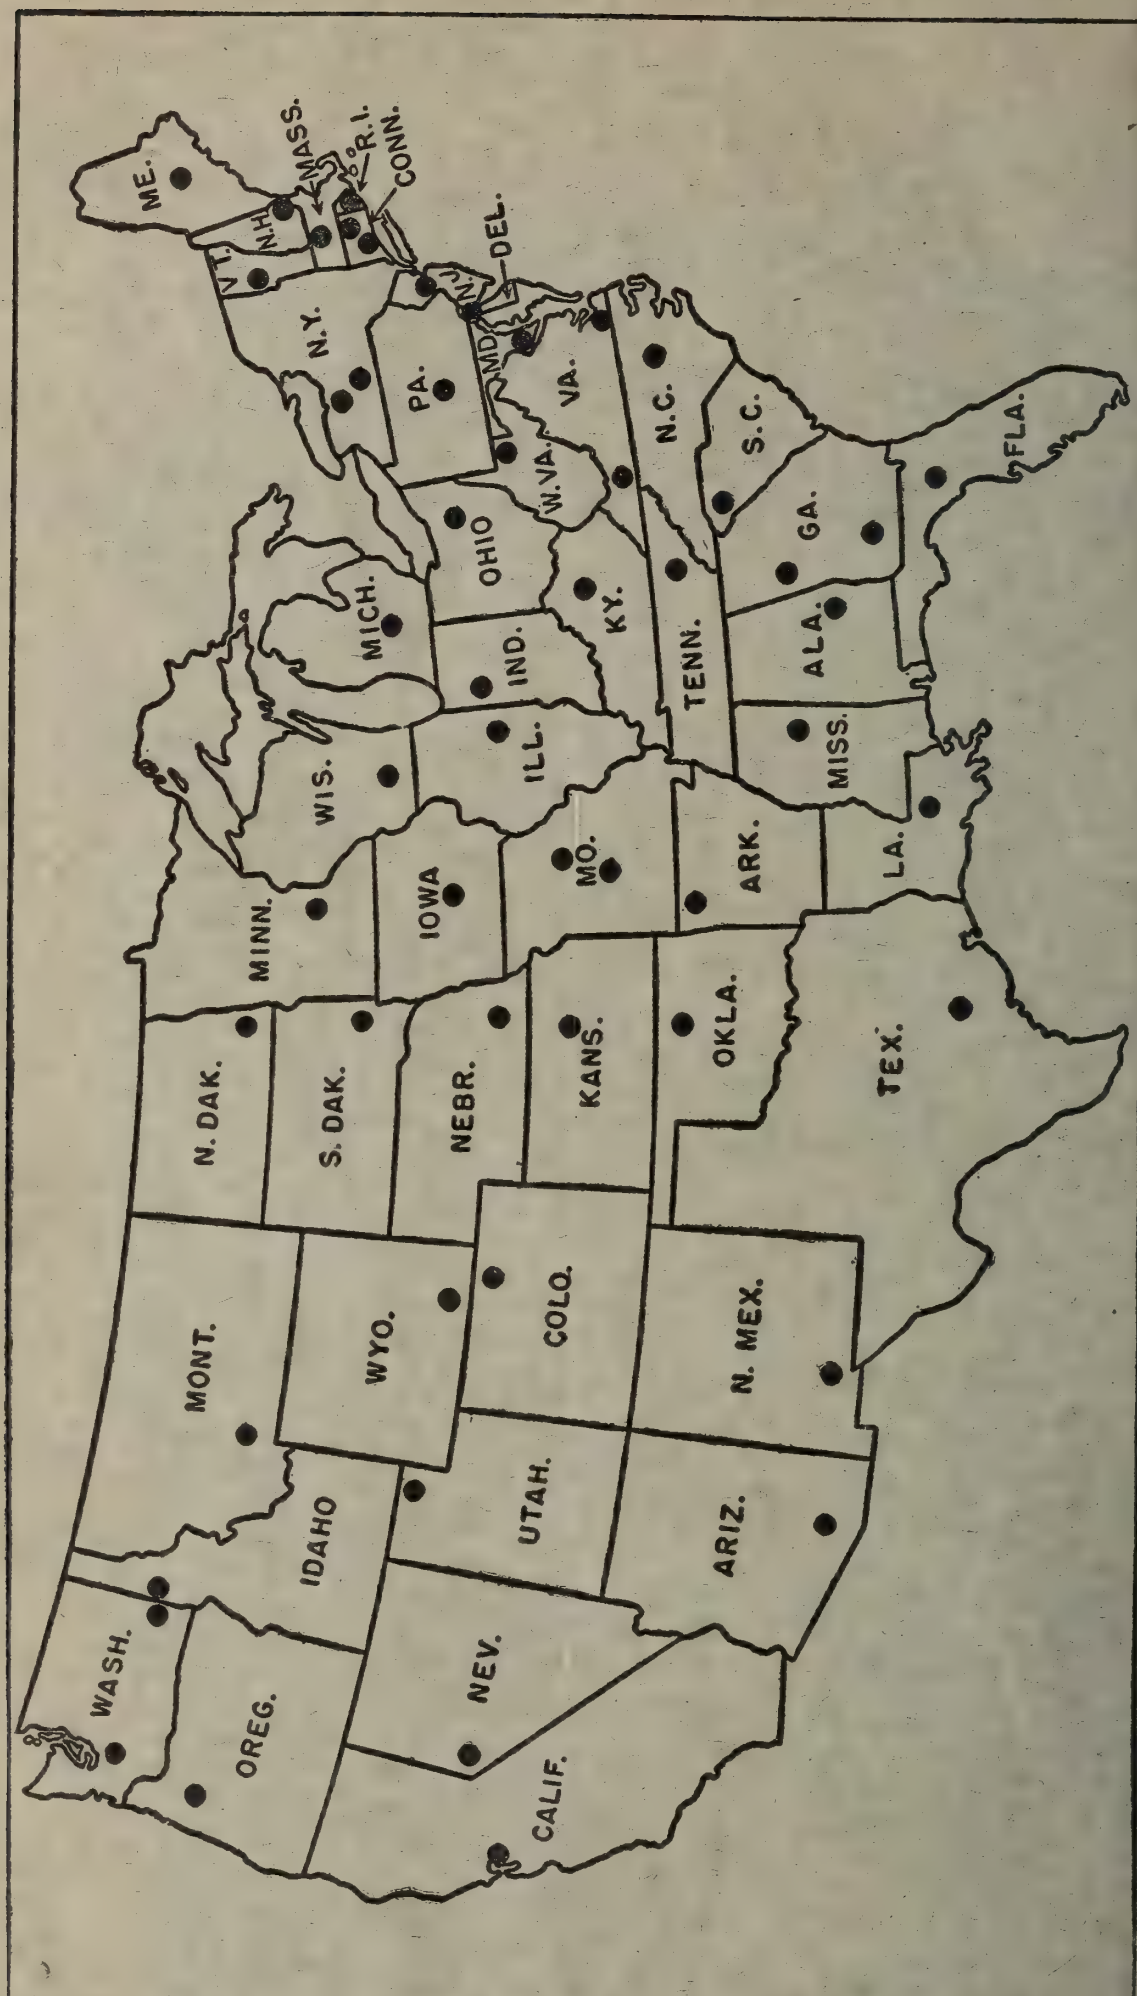 WASH.
OREG.
CALIF.
NEV.
IDAHO
MONT.
WYO.
UTAH.
ARIZ.
COLO.
N. MEX.
N. DAK.
S. DAK.
NEBR.
KANS.
OKLA.
TEX.
MINN.
IOWA
MO.
ARK.
LA.
WIS.
ILL.
MICH.
IND.
OHIO
KY.
TENN.
MISS.
ALA.
GA.
FLA.
S.C.
N.C.
VA.
W.VA.
MD.
DEL.
PA.
N.J.
N.Y.
VT.
N.H.
ME.
MASS.
R.I.
CONN.